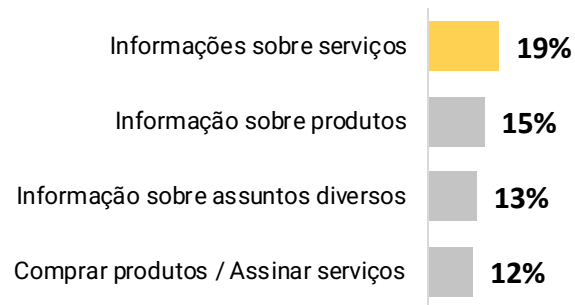 Informações sobre serviços 19%
Informação sobre produtos 15%
Informação sobre assuntos diversos 13%
Comprar produtos / Assinar serviços 12%